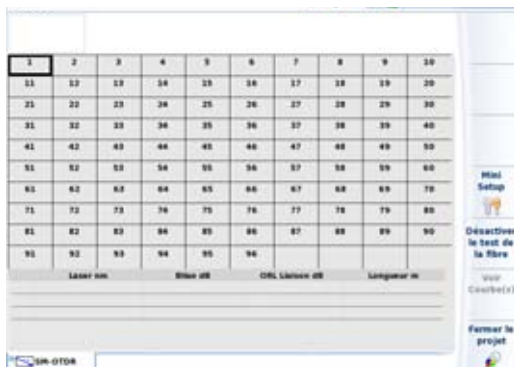 1 2 3 4 5 6 7 8 9 10
11 12 13 14 15 16 17 18 19 20
21 22 23 24 25 26 27 28 29 30
31 32 33 34 35 36 37 38 39 40
41 42 43 44 45 46 47 48 49 50
51 52 53 54 55 56 57 58 59 60
61 62 63 64 65 66 67 68 69 70
71 72 73 74 75 76 77 78 79 80
81 82 83 84 85 86 87 88 89 90
91 92 93 94 95 96
Laser nm Bilan dB ORL Liaison dB Longueur m
SM-OTDR
Mini
Setup
Désactiver
le test de
la fibre
Voir
Courbe(s)
Fermer le
projet